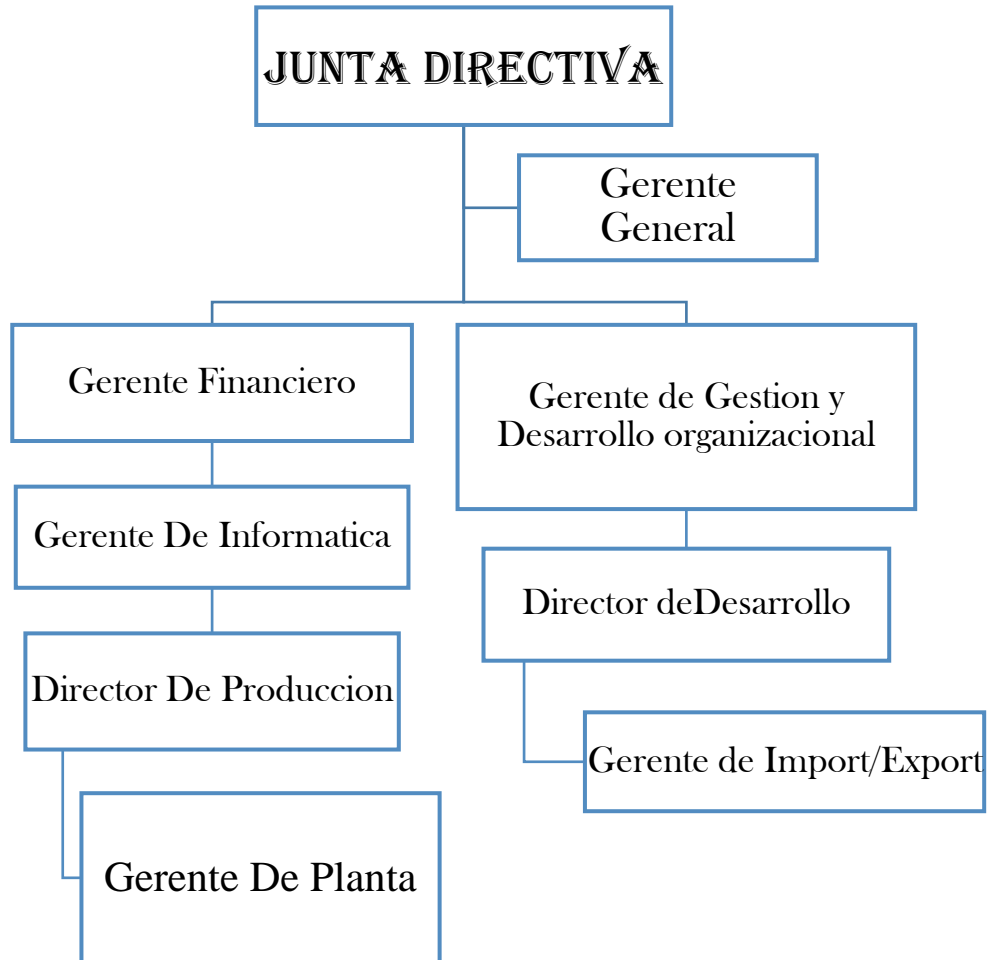 JUNTA DIRECTIVA
Gerente
General
Gerente Financiero
Gerente de Gestion y
Desarrollo organizacional
Gerente De Informatica
Director deDesarrollo
Director De Produccion
Gerente de Import/Export
Gerente De Planta